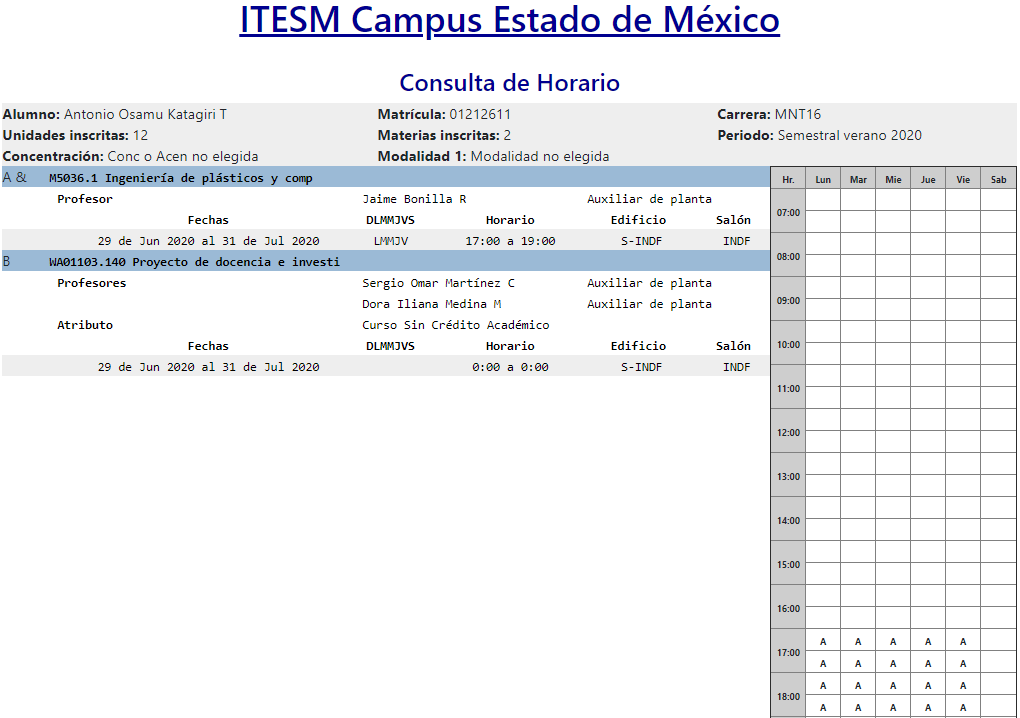 ITESM Campus Estado de México
Consulta de Horario
Alumno: Antonio Osamu Katagiri T Matrícula: 01212611 Carrera: MNT16
Unidades inscritas: 12 Materias inscritas: 2 Periodo: Semestral verano 2020
Concentración: Conc o Acen no elegida Modalidad 1: Modalidad no elegida
A & M5036.1 Ingeniería de plásticos y comp
Profesor Jaime Bonilla R Auxiliar de planta
Fechas DLMMJVS Horario Edificio Salón
29 de Jun 2020 al 31 de Jul 2020 LMMJV 17:00 a 19:00 S-INDF INDF
B WA01103.140 Proyecto de docencia e investi
Profesores Sergio Omar Martínez C Auxiliar de planta
Dora Iliana Medina M Auxiliar de planta
Atributo Curso Sin Crédito Académico
Fechas DLMMJVS Horario Edificio Salón
29 de Jun 2020 al 31 de Jul 2020 0:00 a 0:00 S-INDF INDF
Hr. Lun Mar Mie Jue Vie Sab
07:00
08:00
09:00
10:00
11:00
12:00
13:00
14:00
15:00
16:00
17:00 A A A A A
A A A A A
18:00 A A A A A
A A A A A